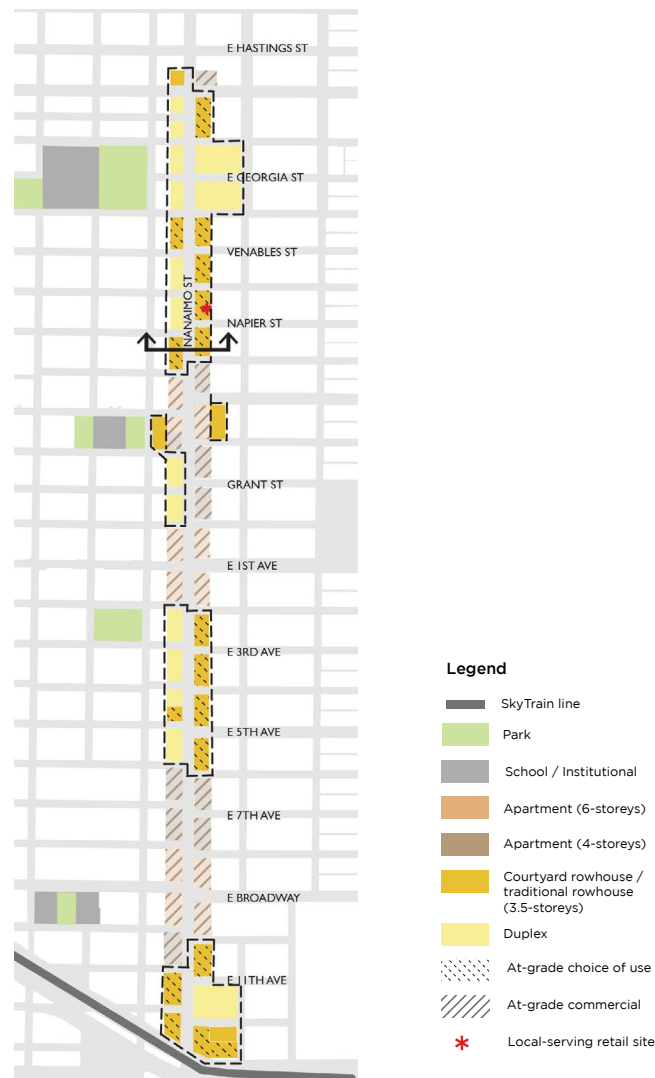 E HASTINGS ST
E GEORGIA ST
VENABLES ST
NANAIMO ST
NAPIER ST
GRANT ST
E 1ST AVE
E 3RD AVE
E 5TH AVE
E 7TH AVE
E BROADWAY
E 11TH AVE
Legend
SkyTrain line
Park
School / Institutional
Apartment (6-storeys)
Apartment (4-storeys)
Courtyard rowhouse /
traditional rowhouse
(3.5-storeys)
Duplex
At-grade choice of use
At-grade commercial
Local-serving retail site